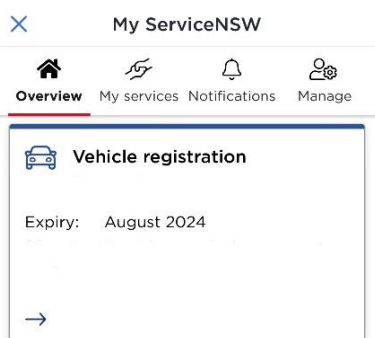 My ServiceNSW
Overview My services Notifications Manage
Vehicle registration
Expiry: August 2024